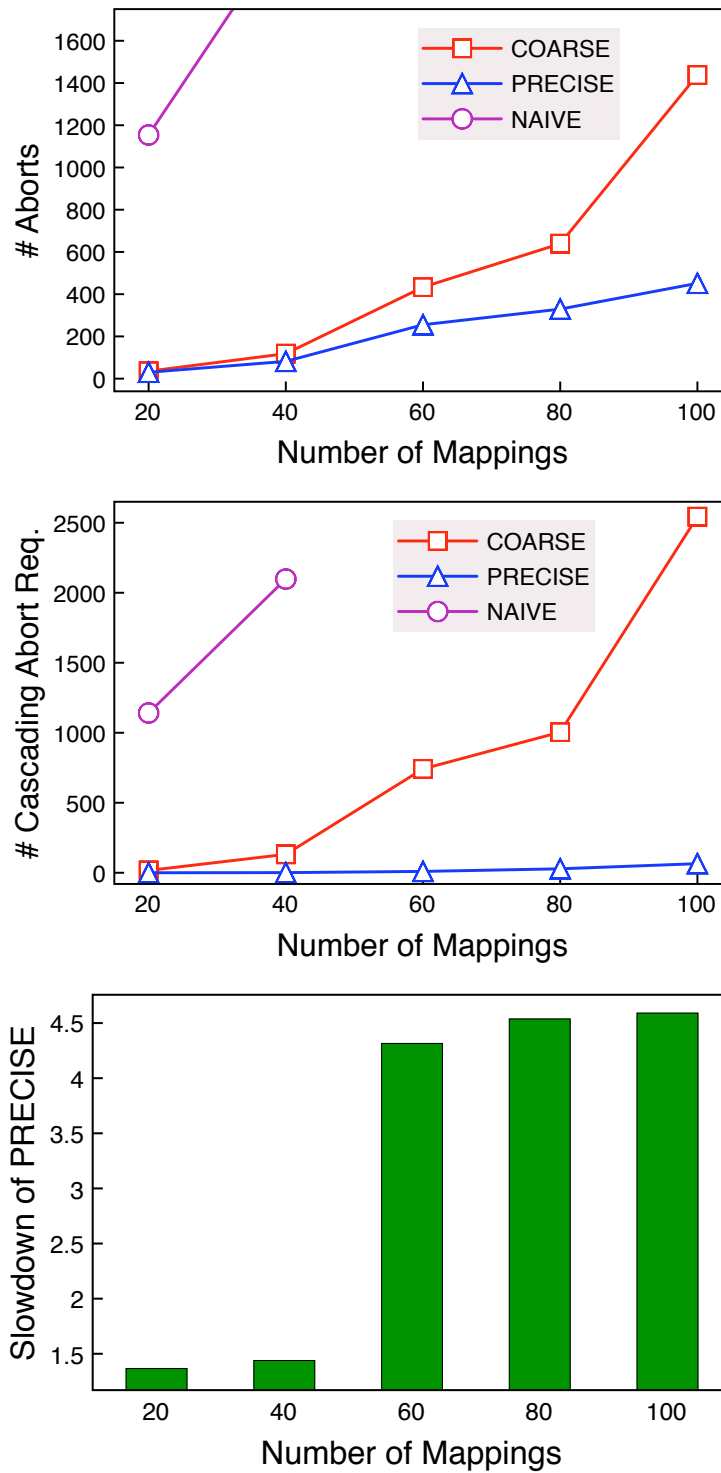 1600
1400
1200
1000
800
600
400
200
0
# Aborts
COARSE
PRECISE
NAIVE
20 40 60 80 100
Number of Mappings
2500
2000
1500
1000
500
0
# Cascading Abort Req.
COARSE
PRECISE
NAIVE
20 40 60 80 100
Number of Mappings
4.5
4
3.5
3
2.5
2
1.5
Slowdown of PRECISE
20 40 60 80 100
Number of Mappings